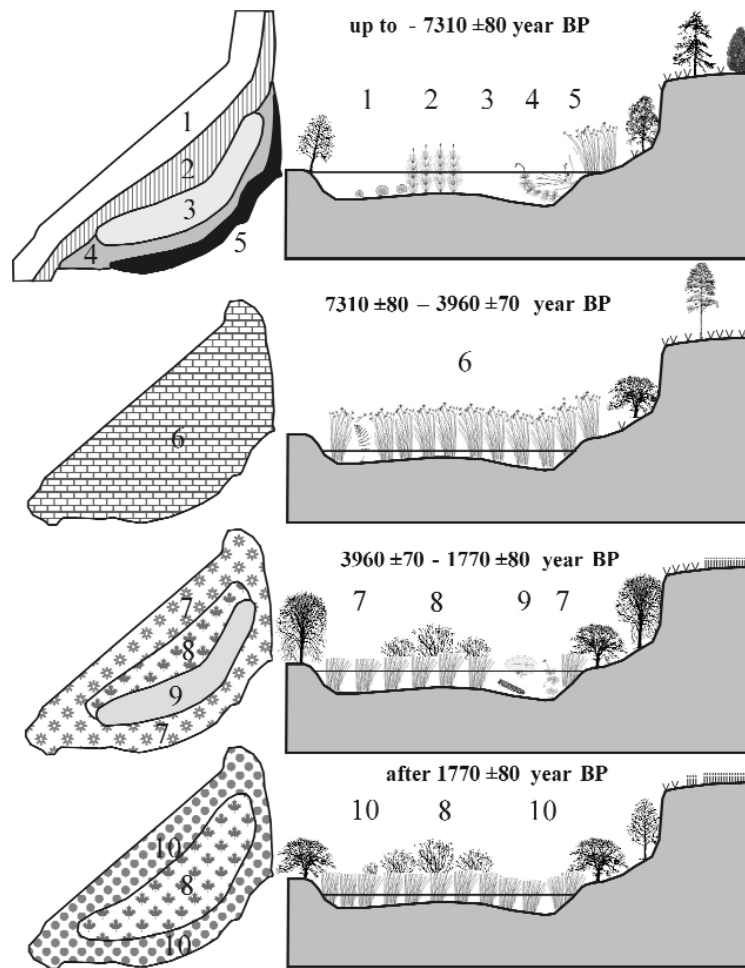 up to - 7310 ±80 year BP
1 2 3 4 5
1
2
3
4
5
7310 ±80 – 3960 ±70 year BP
6
6
3960 ±70 - 1770 ±80 year BP
7 8 9 7
7
8
9
7
after 1770 ±80 year BP
10 8 10
10
8
10